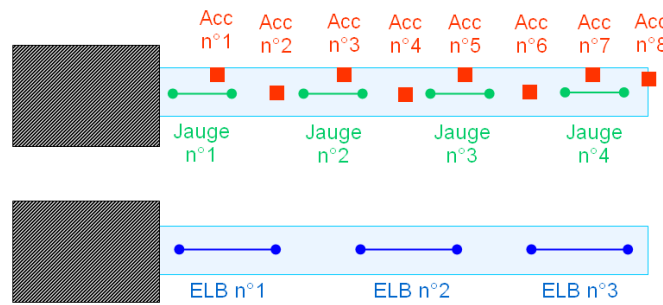 Acc n°1
Acc n°2
Acc n°3
Acc n°4
Acc n°5
Acc n°6
Acc n°7
Acc n°8
Jauge n°1
Jauge n°2
Jauge n°3
Jauge n°4
ELB n°1
ELB n°2
ELB n°3